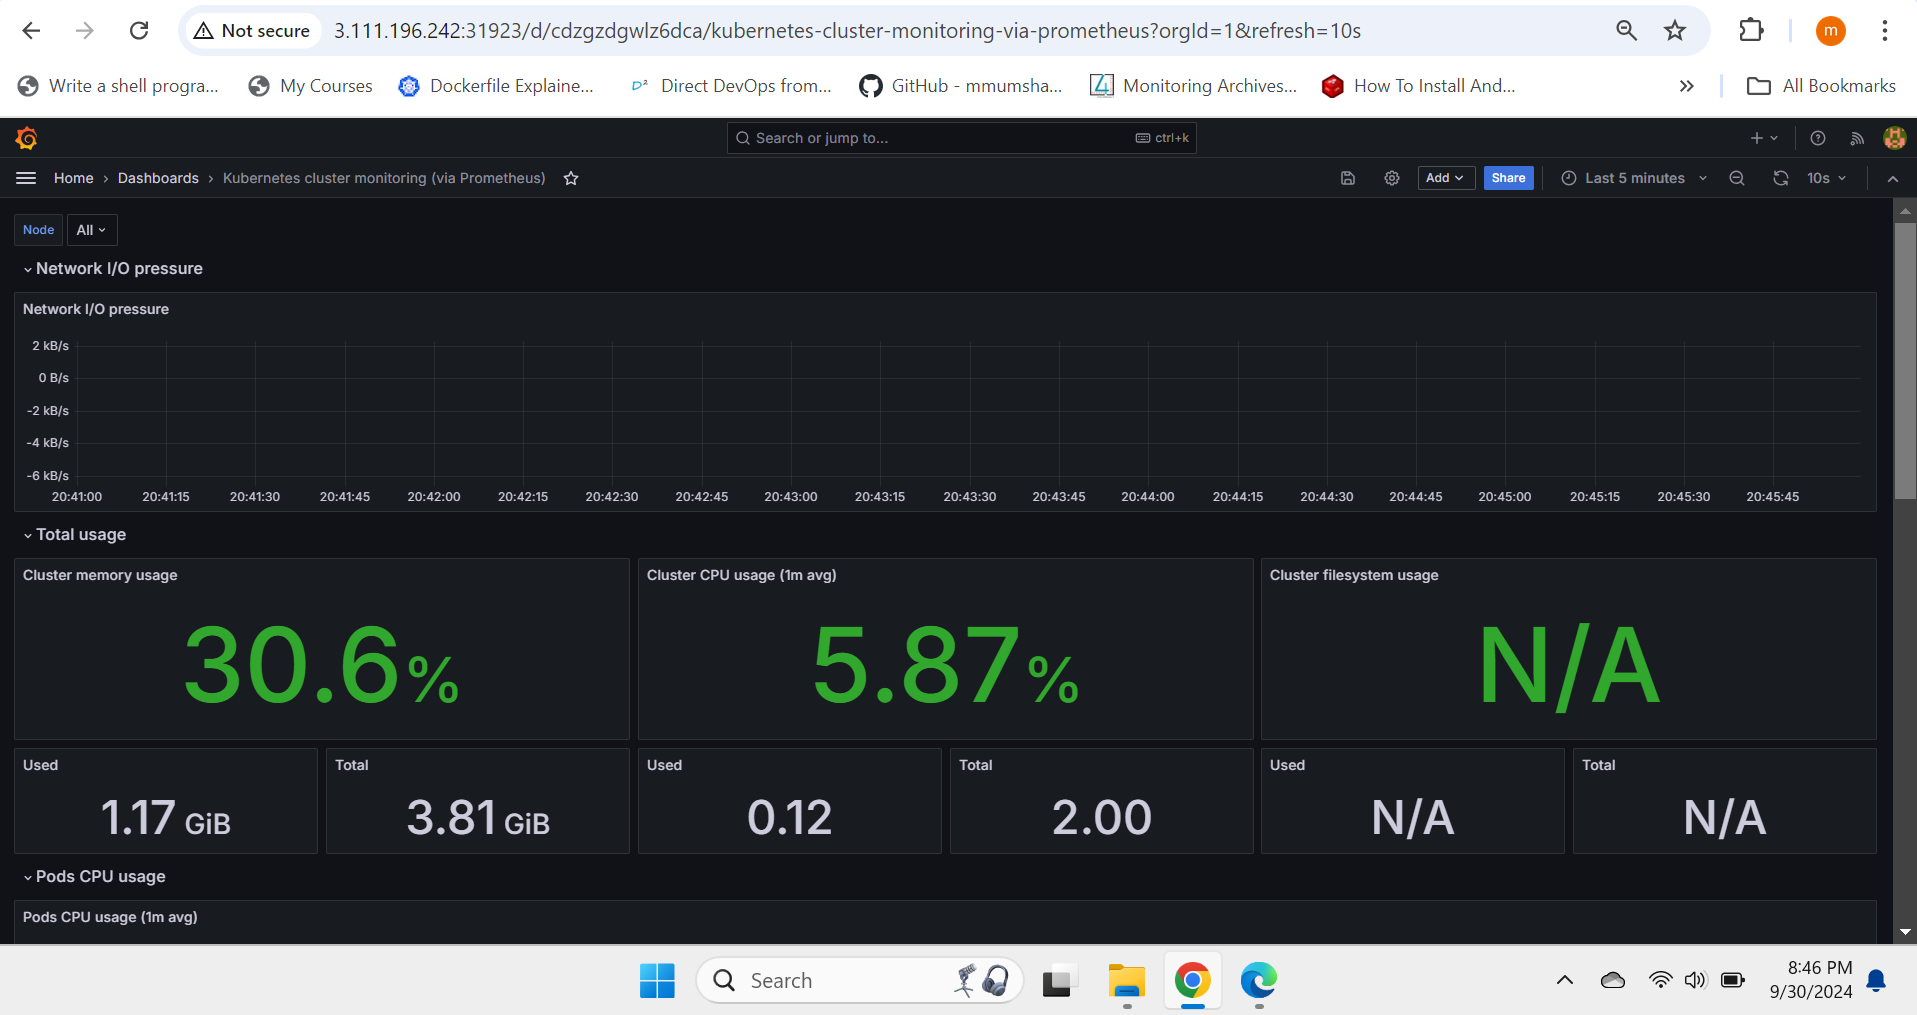 Not secure 3.111.196.242:31923/d/cdzgzdgwlz6dca/kubernetes-cluster-monitoring-via-prometheus?orgId=1&refresh=10s m
Write a shell progra... My Courses Dockerfile Explaine... D² Direct DevOps from... GitHub - mmumsha... Monitoring Archives... How To Install And... All Bookmarks
Search or jump to... ctrl+k
Home Dashboards Kubernetes cluster monitoring (via Prometheus) Add Share Last 5 minutes 10s
Node All
Network I/O pressure
Network I/O pressure
2 kB/s
0 B/s
-2 kB/s
-4 kB/s
-6 kB/s
20:41:00 20:41:15 20:41:30 20:41:45 20:42:00 20:42:15 20:42:30 20:42:45 20:43:00 20:43:15 20:43:30 20:43:45 20:44:00 20:44:15 20:44:30 20:44:45 20:45:00 20:45:15 20:45:30 20:45:45
Total usage
Cluster memory usage Cluster CPU usage (1m avg) Cluster filesystem usage
30.6% 5.87% N/A
Used Total Used Total Used Total
1.17 GiB 3.81 GiB 0.12 2.00 N/A N/A
Pods CPU usage
Pods CPU usage (1m avg)
Search 8:46 PM
9/30/2024